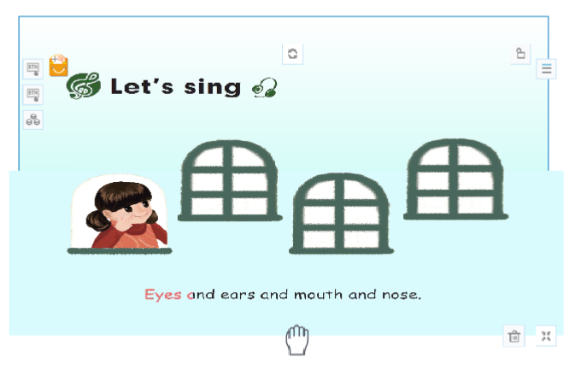 Let's sing
Eyes and ears and mouth and nose.